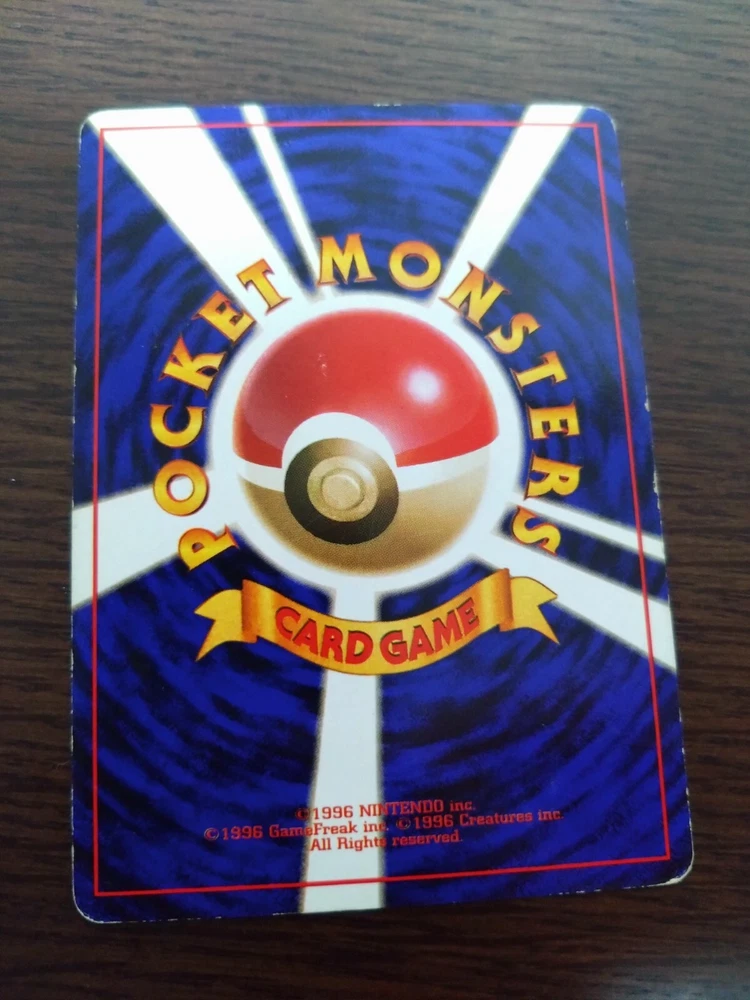 POCKET MONSTERS
CARD GAME
©1996 NINTENDO inc.
©1996 GameFreak inc. ©1996 Creatures inc.
All Rights reserved.